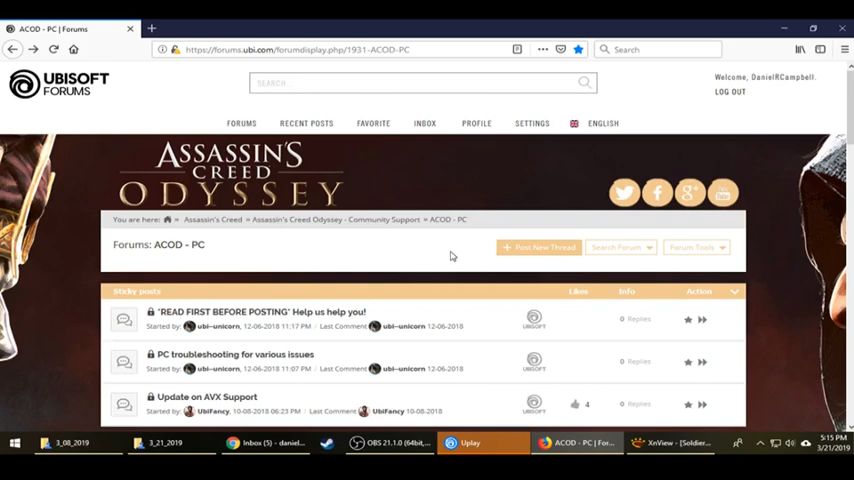 ACOD - PC | Forums
https://forums.ubi.com/forumdisplay.php/1931-ACOD-PC
Search
UBISOFT
FORUMS
SEARCH
Welcome, DanielRCampbell.
LOG OUT
FORUMS RECENT POSTS FAVORITE INBOX PROFILE SETTINGS ENGLISH
ASSASSIN'S
CREED
ODYSSEY
You are here: » Assassin's Creed » Assassin's Creed Odyssey - Community Support » ACOD - PC
Forums: ACOD - PC
+ Post New Thread Search Forum Forum Tools
Sticky posts Likes Info Action
"READ FIRST BEFORE POSTING" Help us help you!
Started by: ubi-unicorn, 12-06-2018 11:17 PM / Last Comment ubi-unicorn 12-06-2018
UBISOFT
0 Replies
PC troubleshooting for various issues
Started by: ubi-unicorn, 12-06-2018 11:07 PM / Last Comment ubi-unicorn 12-06-2018
UBISOFT
0 Replies
Update on AVX Support
Started by: UbiFancy, 10-08-2018 06:23 PM / Last Comment UbiFancy 10-08-2018
UBISOFT
4
0 Replies
3_08_2019 3_21_2019 Inbox (5) - daniel... OBS 21.1.0 (64bit,... Uplay ACOD - PC | For... XnView - [Soldier...
5:15 PM
3/21/2019